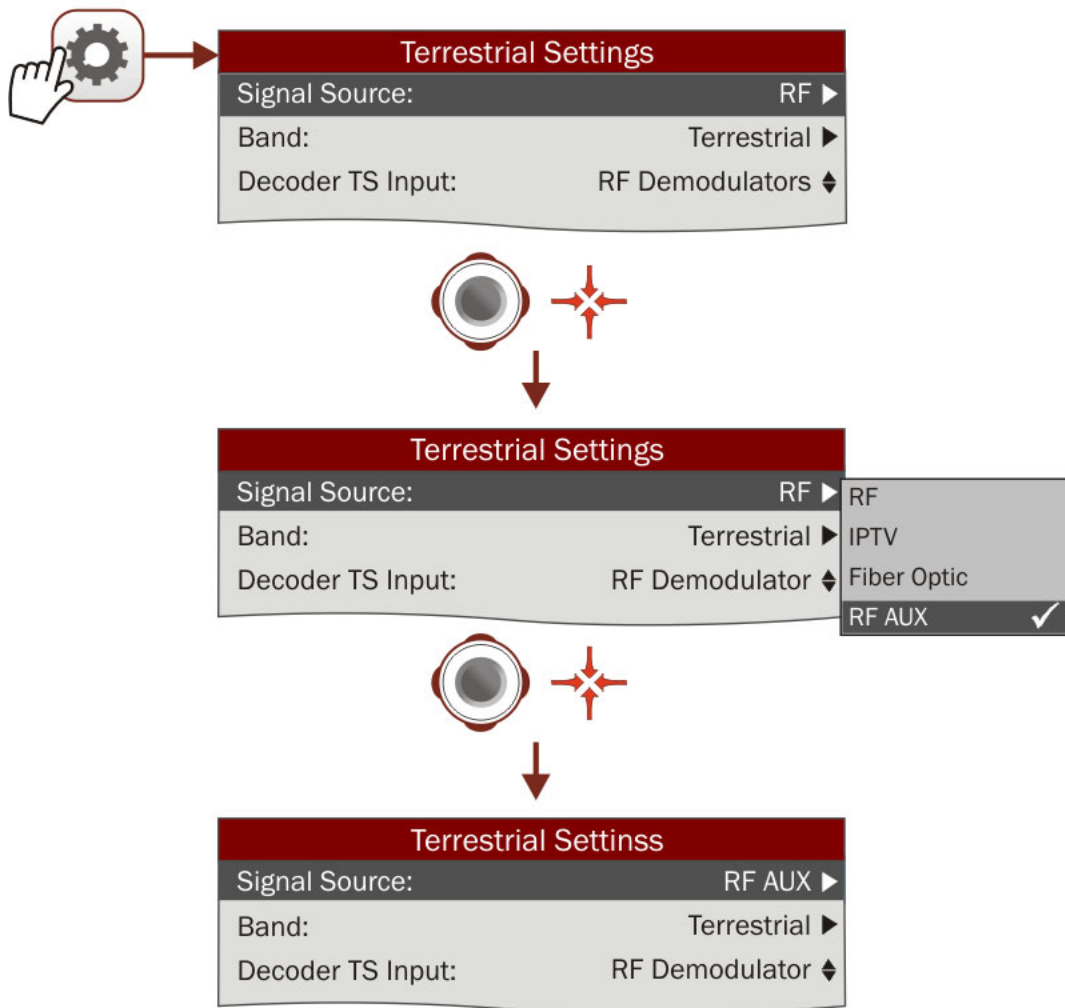 Terrestrial Settings
Signal Source: RF
Band: Terrestrial
Decoder TS Input: RF Demodulators
Terrestrial Settings
Signal Source: RF
Band: Terrestrial
Decoder TS Input: RF Demodulator
RF
IPTV
Fiber Optic
RF AUX
Terrestrial Settinss
Signal Source: RF AUX
Band: Terrestrial
Decoder TS Input: RF Demodulator